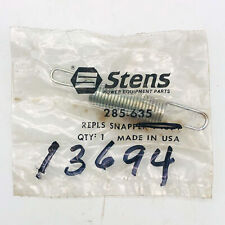 Stens
POWER EQUIPMENT PARTS
285-635
REPLS SNAPPER
QTY: 1 MADE IN USA
13694